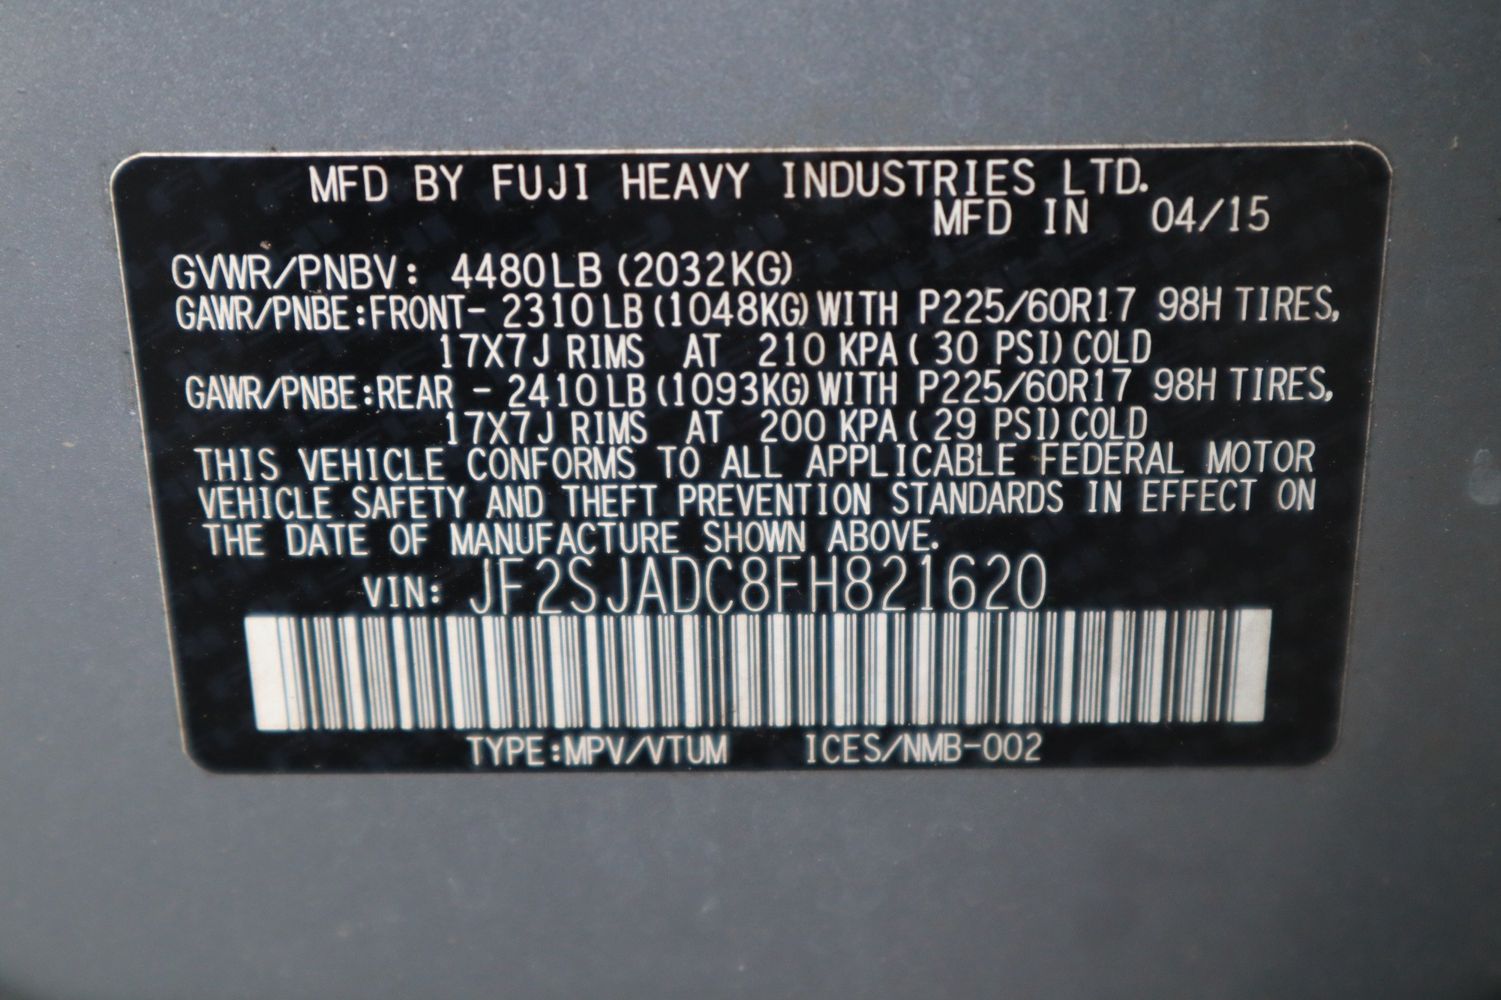 MFD BY FUJI HEAVY INDUSTRIES LTD.
MFD IN 04/15
GVWR/PNBV: 4480LB (2032KG)
GAWR/PNBE:FRONT- 2310LB (1048KG) WITH P225/60R17 98H TIRES,
17X7J RIMS AT 210 KPA ( 30 PSI) COLD
GAWR/PNBE:REAR - 2410LB (1093KG) WITH P225/60R17 98H TIRES,
17X7J RIMS AT 200 KPA ( 29 PSI) COLD
THIS VEHICLE CONFORMS TO ALL APPLICABLE FEDERAL MOTOR
VEHICLE SAFETY AND THEFT PREVENTION STANDARDS IN EFFECT ON
THE DATE OF MANUFACTURE SHOWN ABOVE.
VIN: JF2SJADC8FH821620
TYPE:MPV/VTUM ICES/NMB-002